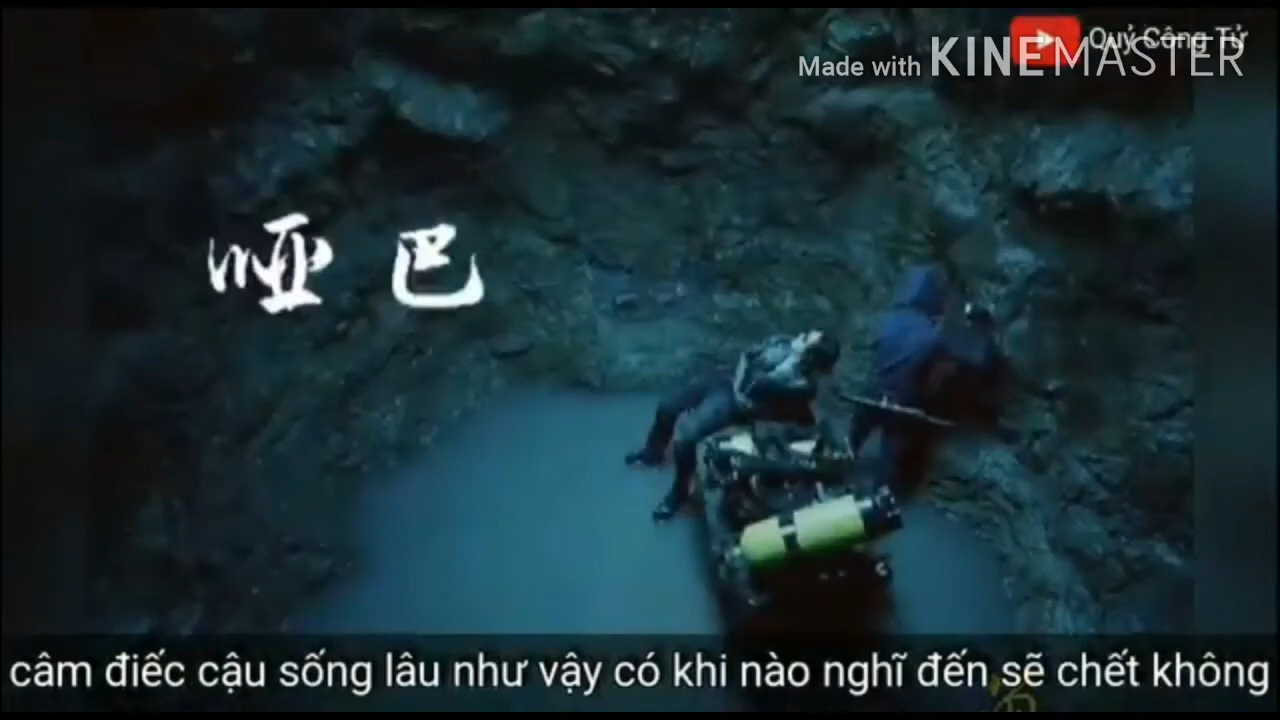 Quỷ Công Tử
Made with KINEMASTER
哑巴
câm điếc cậu sống lâu như vậy có khi nào nghĩ đến sẽ chết không